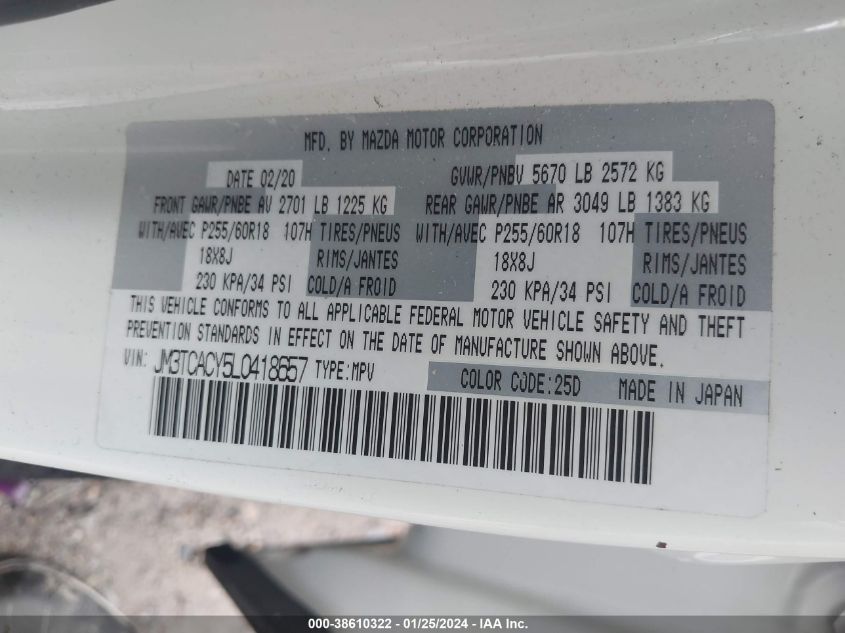 MFD. BY MAZDA MOTOR CORPORATION
DATE 02/20 GVWR/PNBV 5670 LB 2572 KG
FRONT GAWR/PNBE AV 2701 LB 1225 KG REAR GAWR/PNBE AR 3049 LB 1383 KG
WITH/AVEC P255/60R18 107H TIRES/PNEUS WITH/AVEC P255/60R18 107H TIRES/PNEUS
18X8J RIMS/JANTES 18X8J RIMS/JANTES
230 KPA/34 PSI COLD/A FROID 230 KPA/34 PSI COLD/A FROID
THIS VEHICLE CONFORMS TO ALL APPLICABLE FEDERAL MOTOR VEHICLE SAFETY AND THEFT
PREVENTION STANDARDS IN EFFECT ON THE DATE OF MANUFACTURE SHOWN ABOVE.
VIN: JM3TCACY5L0418657 TYPE:MPV COLOR CODE:25D MADE IN JAPAN
000-38610322 - 01/25/2024 - IAA Inc.